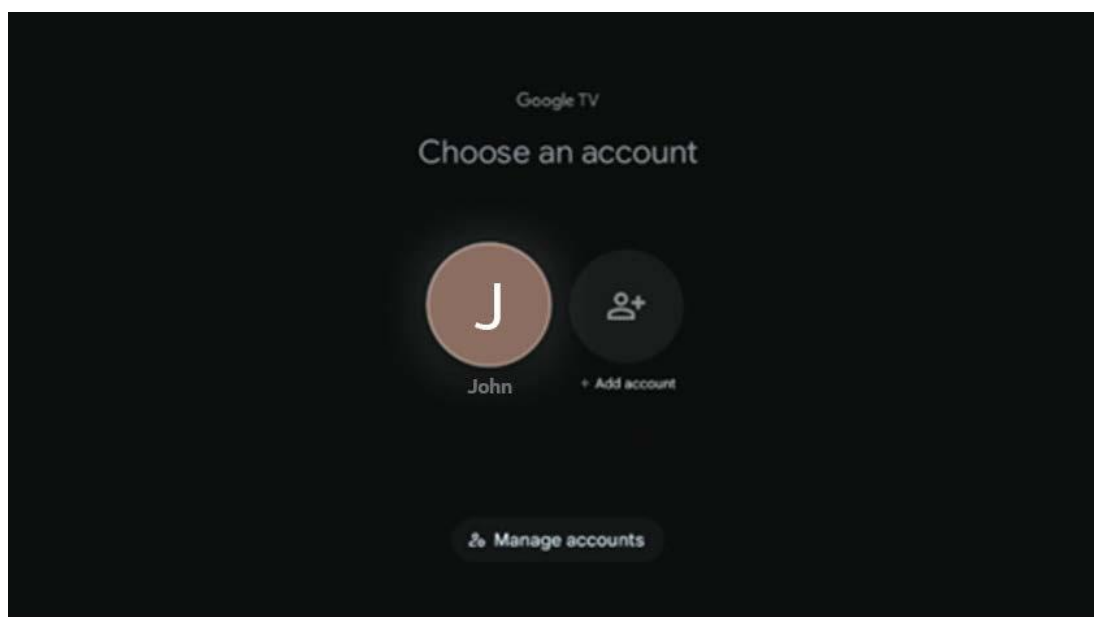 Google TV
Choose an account
J
John
+ Add account
Manage accounts